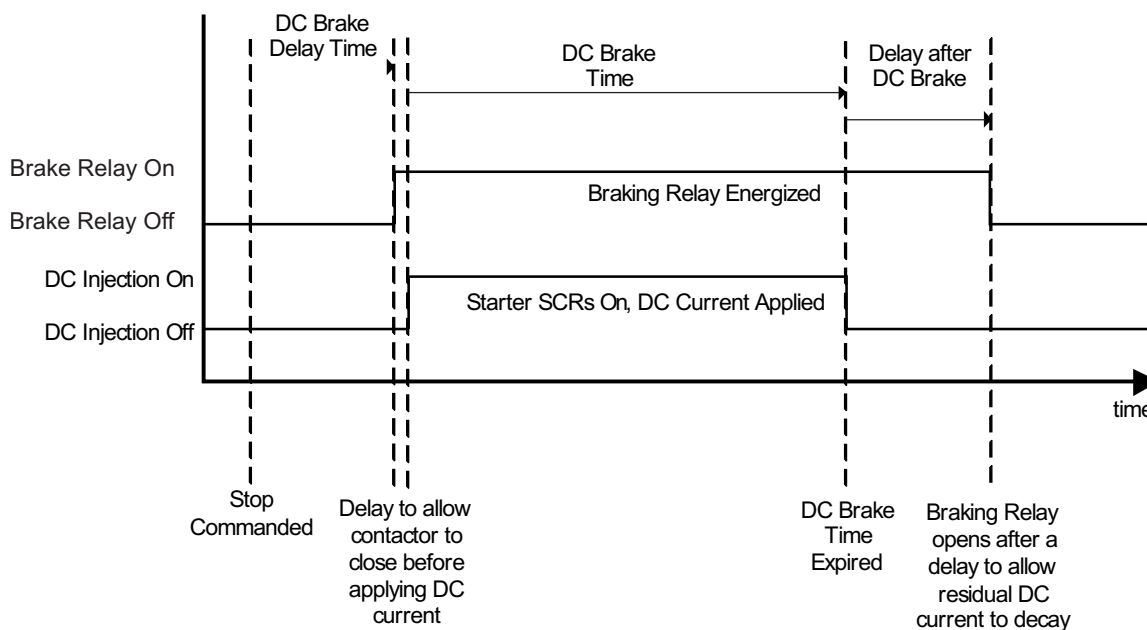 DC Brake
Delay Time
DC Brake
Time
Delay after
DC Brake
Brake Relay On
Braking Relay Energized
Brake Relay Off
DC Injection On
Starter SCRs On, DC Current Applied
DC Injection Off
time
Stop
Commanded
Delay to allow
contactor to
close before
applying DC
current
DC Brake
Time
Expired
Braking Relay
opens after a
delay to allow
residual DC
current to decay